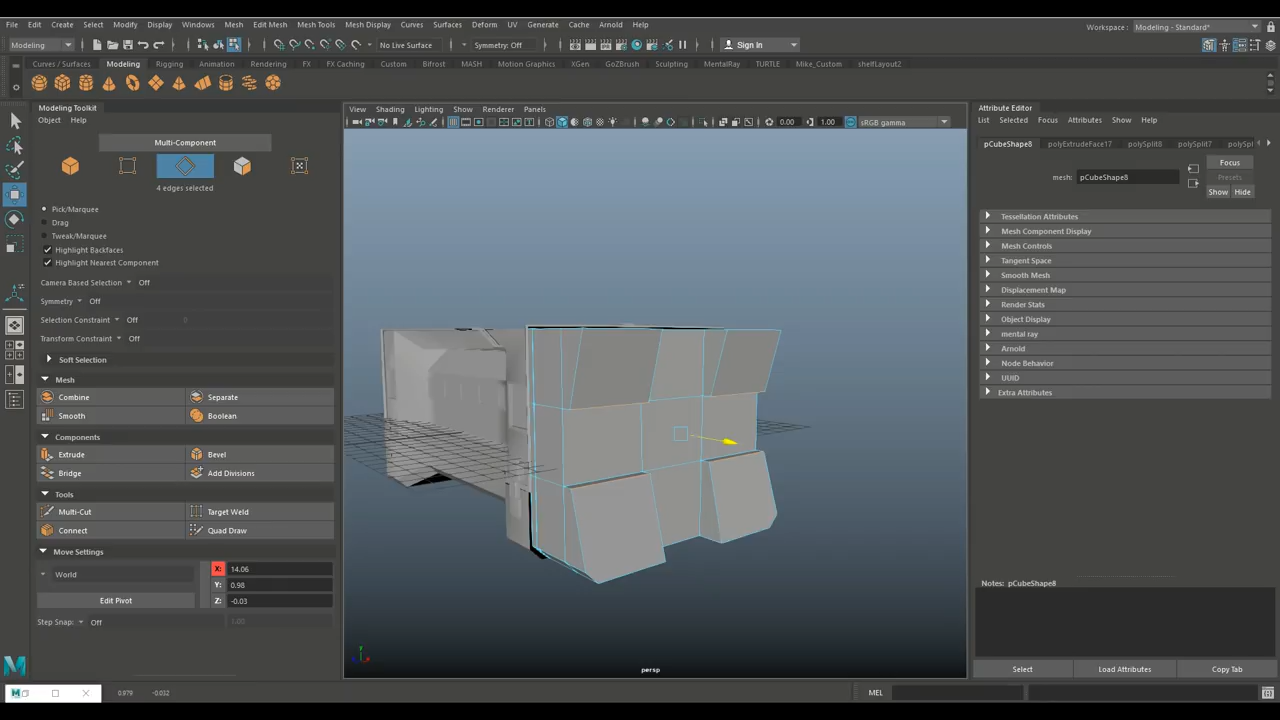 File Edit Create Select Modify Display Windows Mesh Edit Mesh Mesh Tools Mesh Display Curves Surfaces Deform UV Generate Cache Arnold Help
Workspace: Modeling - Standard*
Modeling No Live Surface Symmetry: Off Sign In
Curves / Surfaces Modeling Rigging Animation Rendering FX FX Caching Custom Bifrost MASH Motion Graphics XGen GoZBrush Sculpting MentalRay TURTLE Mike_Custom shelfLayout2
Modeling Toolkit
Object Help
Multi-Component
4 edges selected
Pick/Marquee
Drag
Tweak/Marquee
Highlight Backfaces
Highlight Nearest Component
Camera Based Selection Off
Symmetry Off
Selection Constraint Off 0
Transform Constraint Off
Soft Selection
Mesh
Combine Separate
Smooth Boolean
Components
Extrude Bevel
Bridge Add Divisions
Tools
Multi-Cut Target Weld
Connect Quad Draw
Move Settings
World
X: 14.06
Y: 0.98
Edit Pivot
Z: -0.03
Step Snap: Off 1.00
View Shading Lighting Show Renderer Panels
0.00 1.00 sRGB gamma
persp
Attribute Editor
List Selected Focus Attributes Show Help
pCubeShape8 polyExtrudeFace17 polySplit8 polySplit7 polySpl
mesh: pCubeShape8
Focus
Presets
Show Hide
Tessellation Attributes
Mesh Component Display
Mesh Controls
Tangent Space
Smooth Mesh
Displacement Map
Render Stats
Object Display
mental ray
Arnold
Node Behavior
UUID
Extra Attributes
Notes: pCubeShape8
Select Load Attributes Copy Tab
0.879 -0.032
MEL